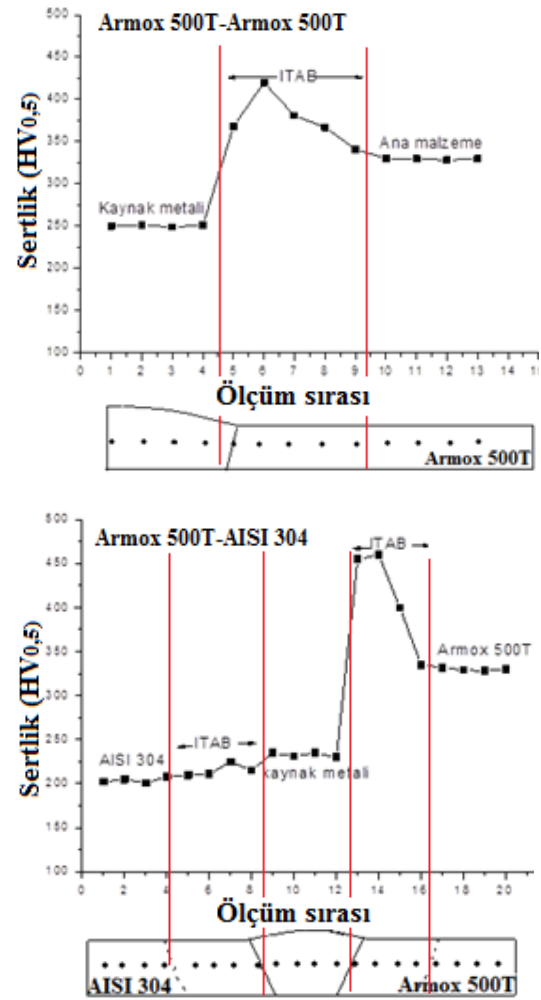 Armox 500T-Armox 500T
500
450
400
350
300
250
200
150
100
ITAB
Ana malzeme
Kaynak metali
Sertlik (HV0,5)
0 1 2 3 4 5 6 7 8 9 10 11 12 13 14 15
Ölçüm sırası
Armox 500T
Armox 500T-AISI 304
500
450
400
350
300
250
200
150
100
ITAB
Armox 500T
AISI 304
ITAB
kaynak metali
Sertlik (HV0,5)
0 2 4 6 8 10 12 14 16 18 20
Ölçüm sırası
AISI 304
Armox 500T